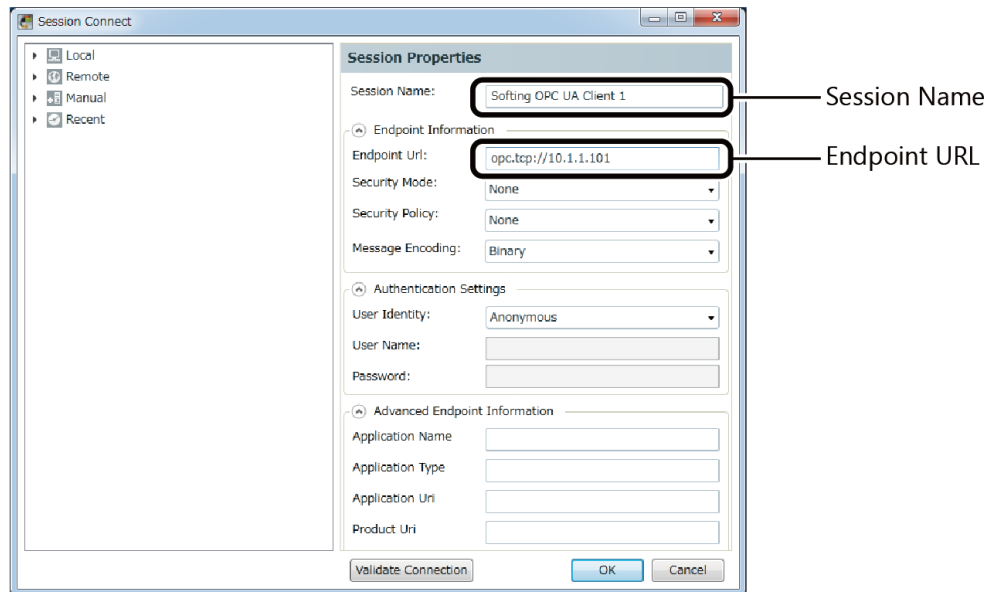 Session Connect
Local
Remote
Manual
Recent
Session Properties
Session Name: Softing OPC UA Client 1
Session Name
Endpoint Information
Endpoint Url: opc.tcp://10.1.1.101
Endpoint URL
Security Mode: None
Security Policy: None
Message Encoding: Binary
Authentication Settings
User Identity: Anonymous
User Name:
Password:
Advanced Endpoint Information
Application Name
Application Type
Application Uri
Product Uri
Validate Connection OK Cancel